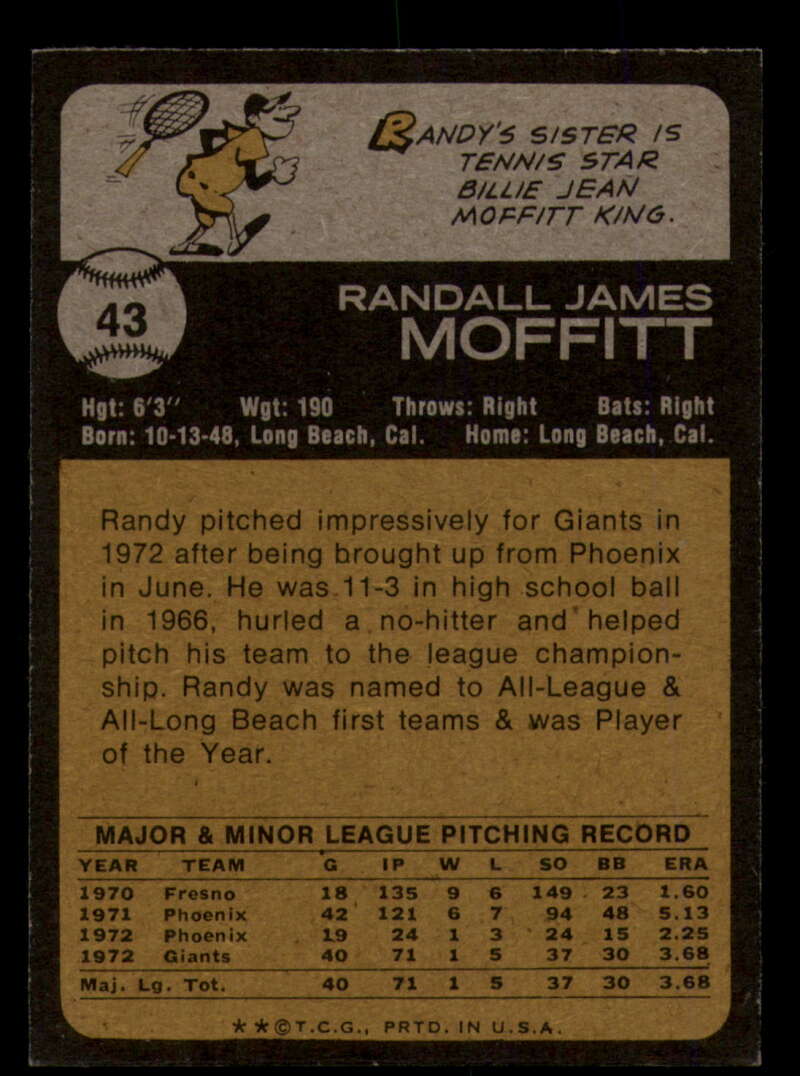 RANDY'S SISTER IS
TENNIS STAR
BILLIE JEAN
MOFFITT KING.
43
RANDALL JAMES
MOFFITT
Hgt: 6'3" Wgt: 190 Throws: Right Bats: Right
Born: 10-13-48, Long Beach, Cal. Home: Long Beach, Cal.
Randy pitched impressively for Giants in
1972 after being brought up from Phoenix
in June. He was 11-3 in high school ball
in 1966, hurled a no-hitter and helped
pitch his team to the league champion-
ship. Randy was named to All-League &
All-Long Beach first teams & was Player
of the Year.
MAJOR & MINOR LEAGUE PITCHING RECORD
YEAR TEAM G IP W L SO BB ERA
1970 Fresno 18 135 9 6 149 23 1.60
1971 Phoenix 42 121 6 7 94 48 5.13
1972 Phoenix 19 24 1 3 24 15 2.25
1972 Giants 40 71 1 5 37 30 3.68
Maj. Lg. Tot. 40 71 1 5 37 30 3.68
**©T.C.G., PRTD. IN U.S.A.